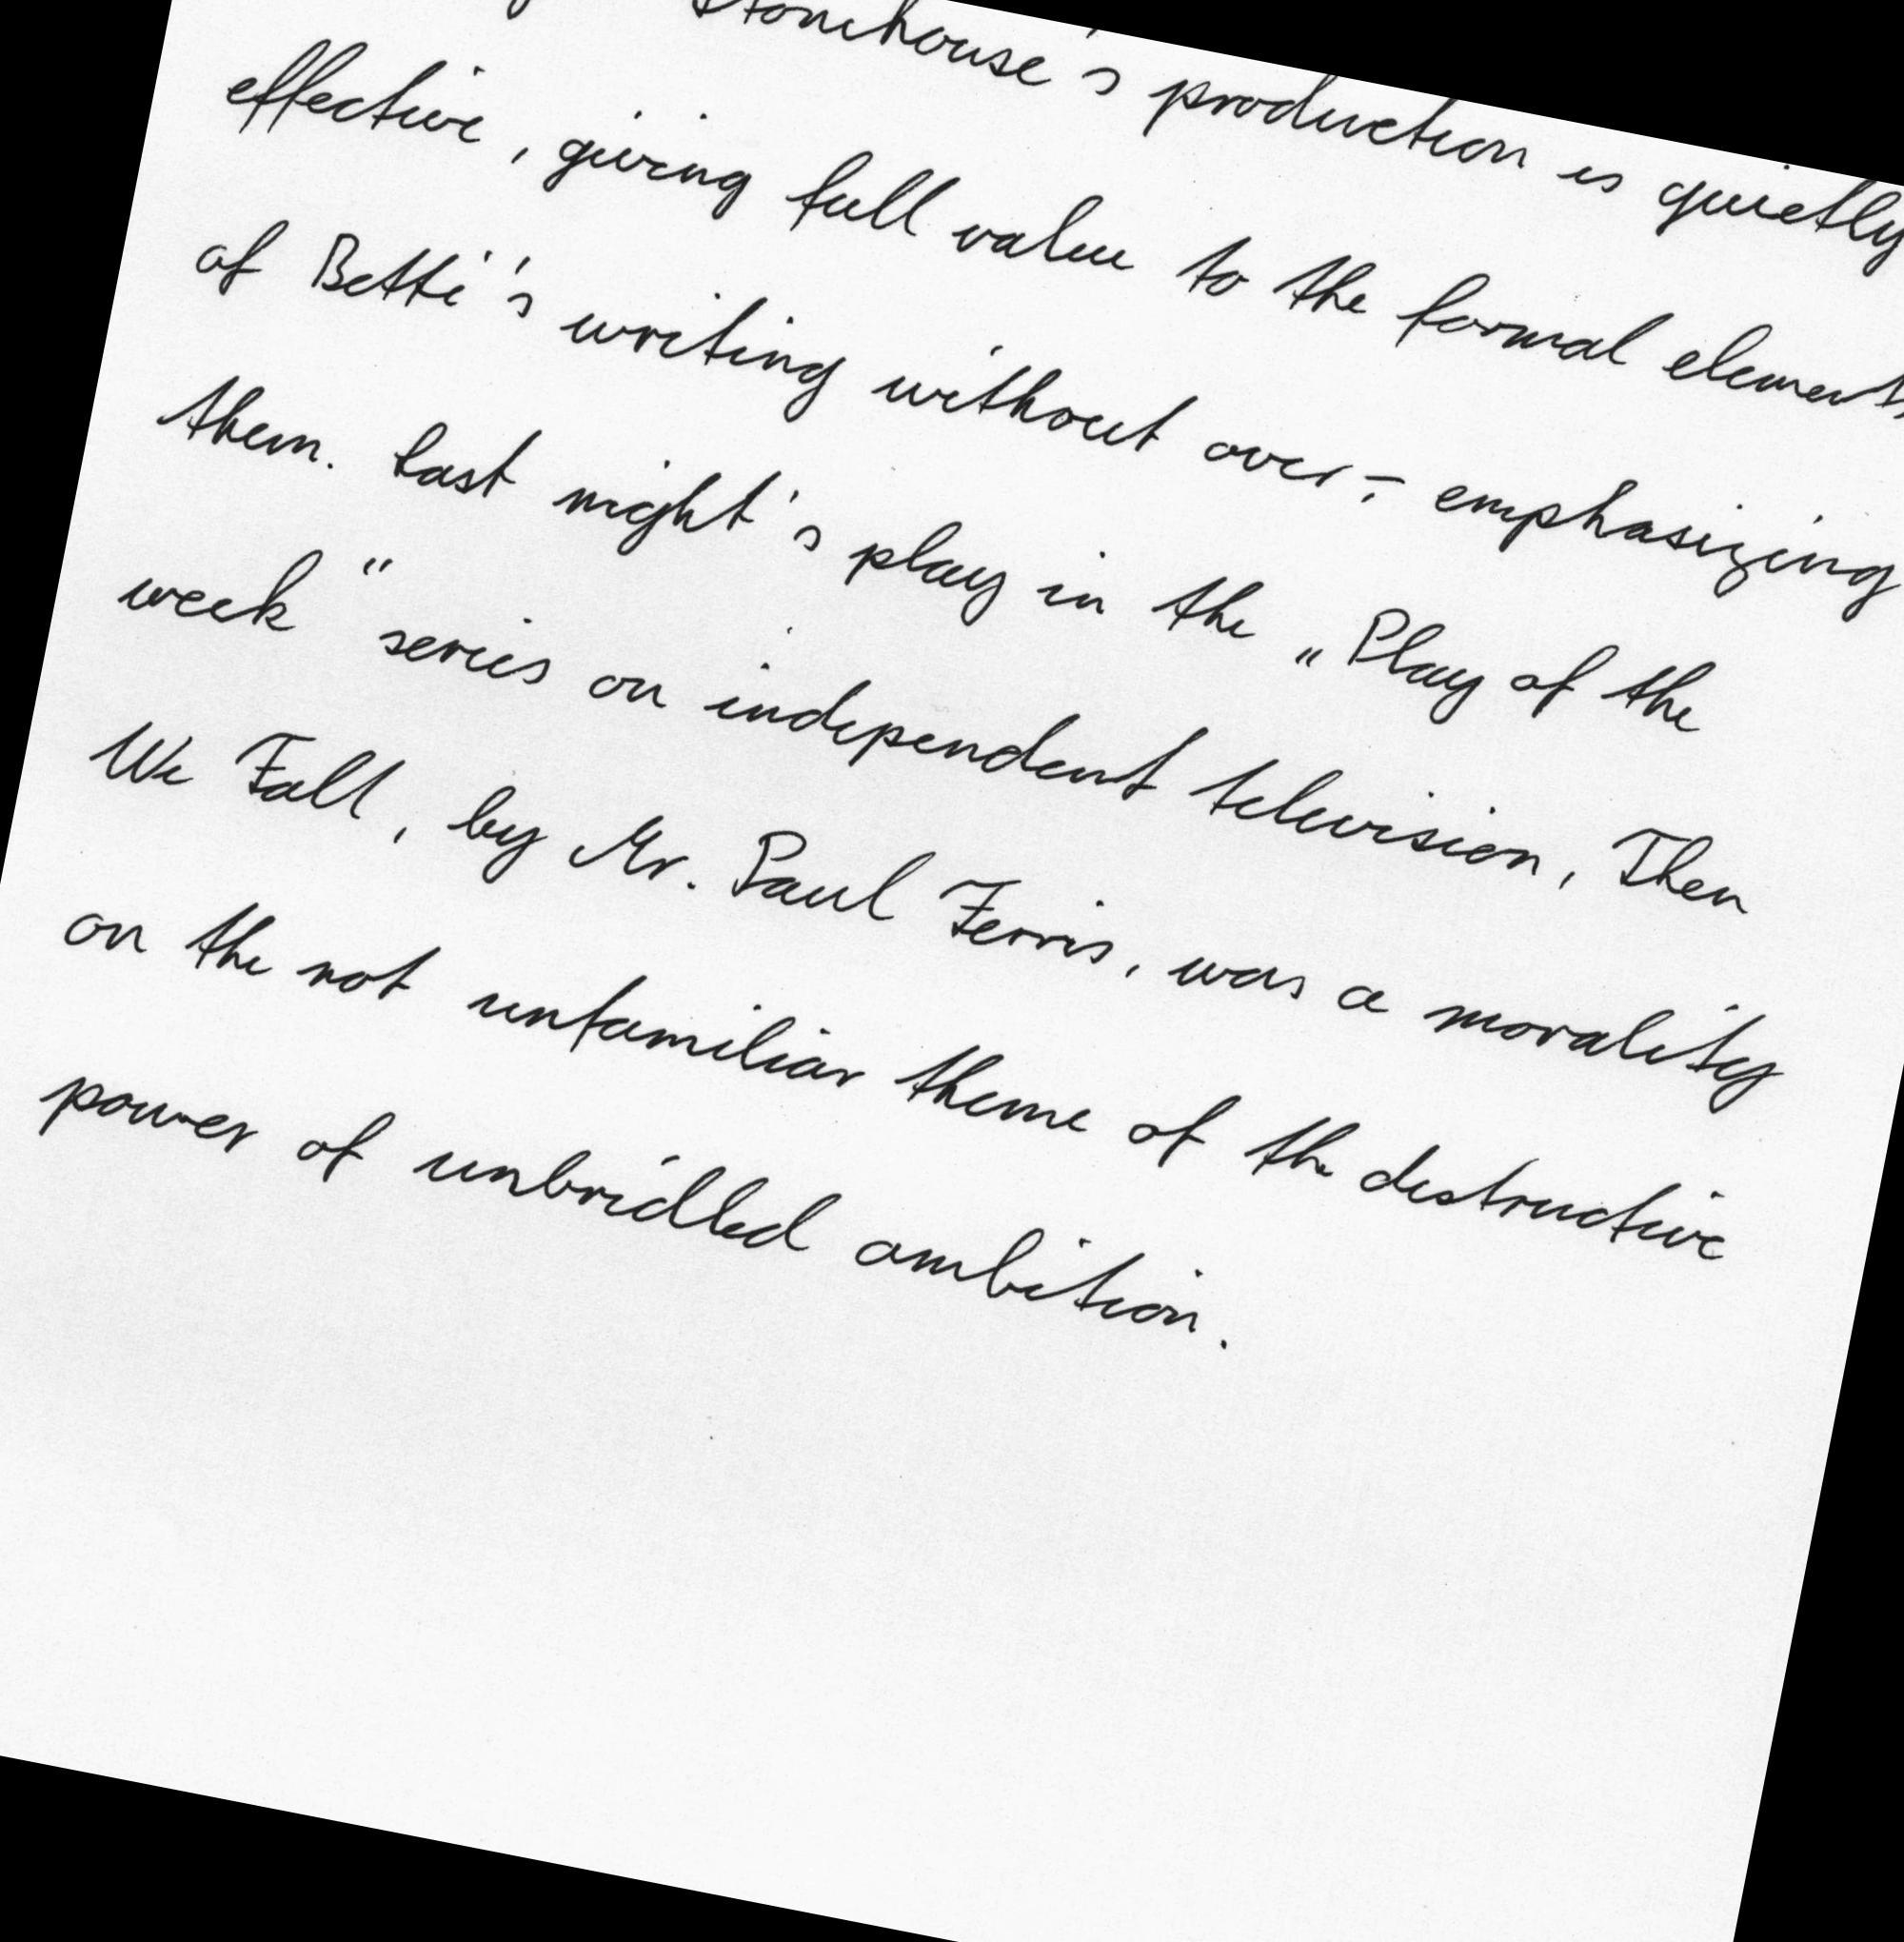 Stonehouse's production is quietly
effective, giving full value to the formal elements
of Betti's writing without over-emphasizing
them. Last night's play in the „Play of the
week“ series on independent television, Then
We Fall, by Mr. Paul Ferris, was a morality
on the not unfamiliar theme of the destructive
power of unbridled ambition.